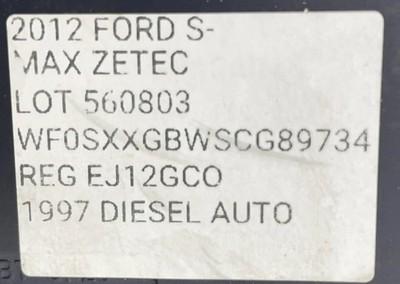 2012 FORD S-
MAX ZETEC
LOT 560803
WF0SXXGBWSCG89734
REG EJ12GCO
1997 DIESEL AUTO